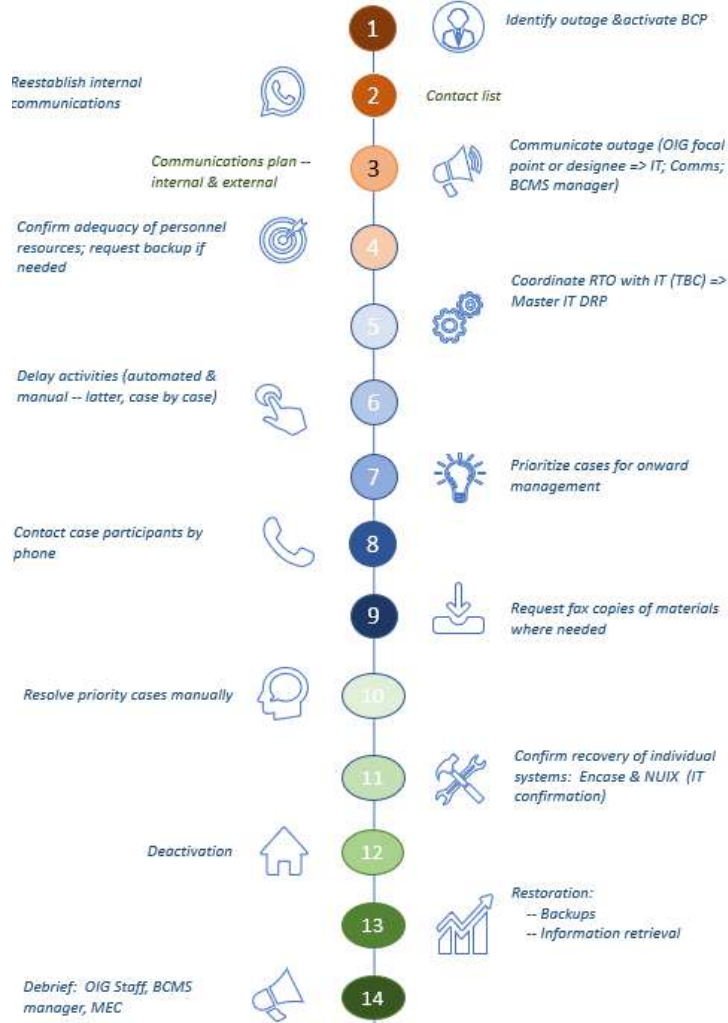 1
Identify outage &activate BCP
Reestablish internal
communications
2
Contact list
Communications plan --
internal & external
3
Communicate outage (OIG focal
point or designee => IT; Comms;
BCMS manager)
Confirm adequacy of personnel
resources; request backup if
needed
4
Coordinate RTO with IT (TBC) =>
Master IT DRP
5
Delay activities (automated &
manual -- latter, case by case)
6
7
Prioritize cases for onward
management
Contact case participants by
phone
8
9
Request fax copies of materials
where needed
Resolve priority cases manually
10
11
Confirm recovery of individual
systems:  Encase & NUIX  (IT
confirmation)
Deactivation
12
13
Restoration:
-- Backups
-- Information retrieval
Debrief:  OIG Staff, BCMS
manager, MEC
14